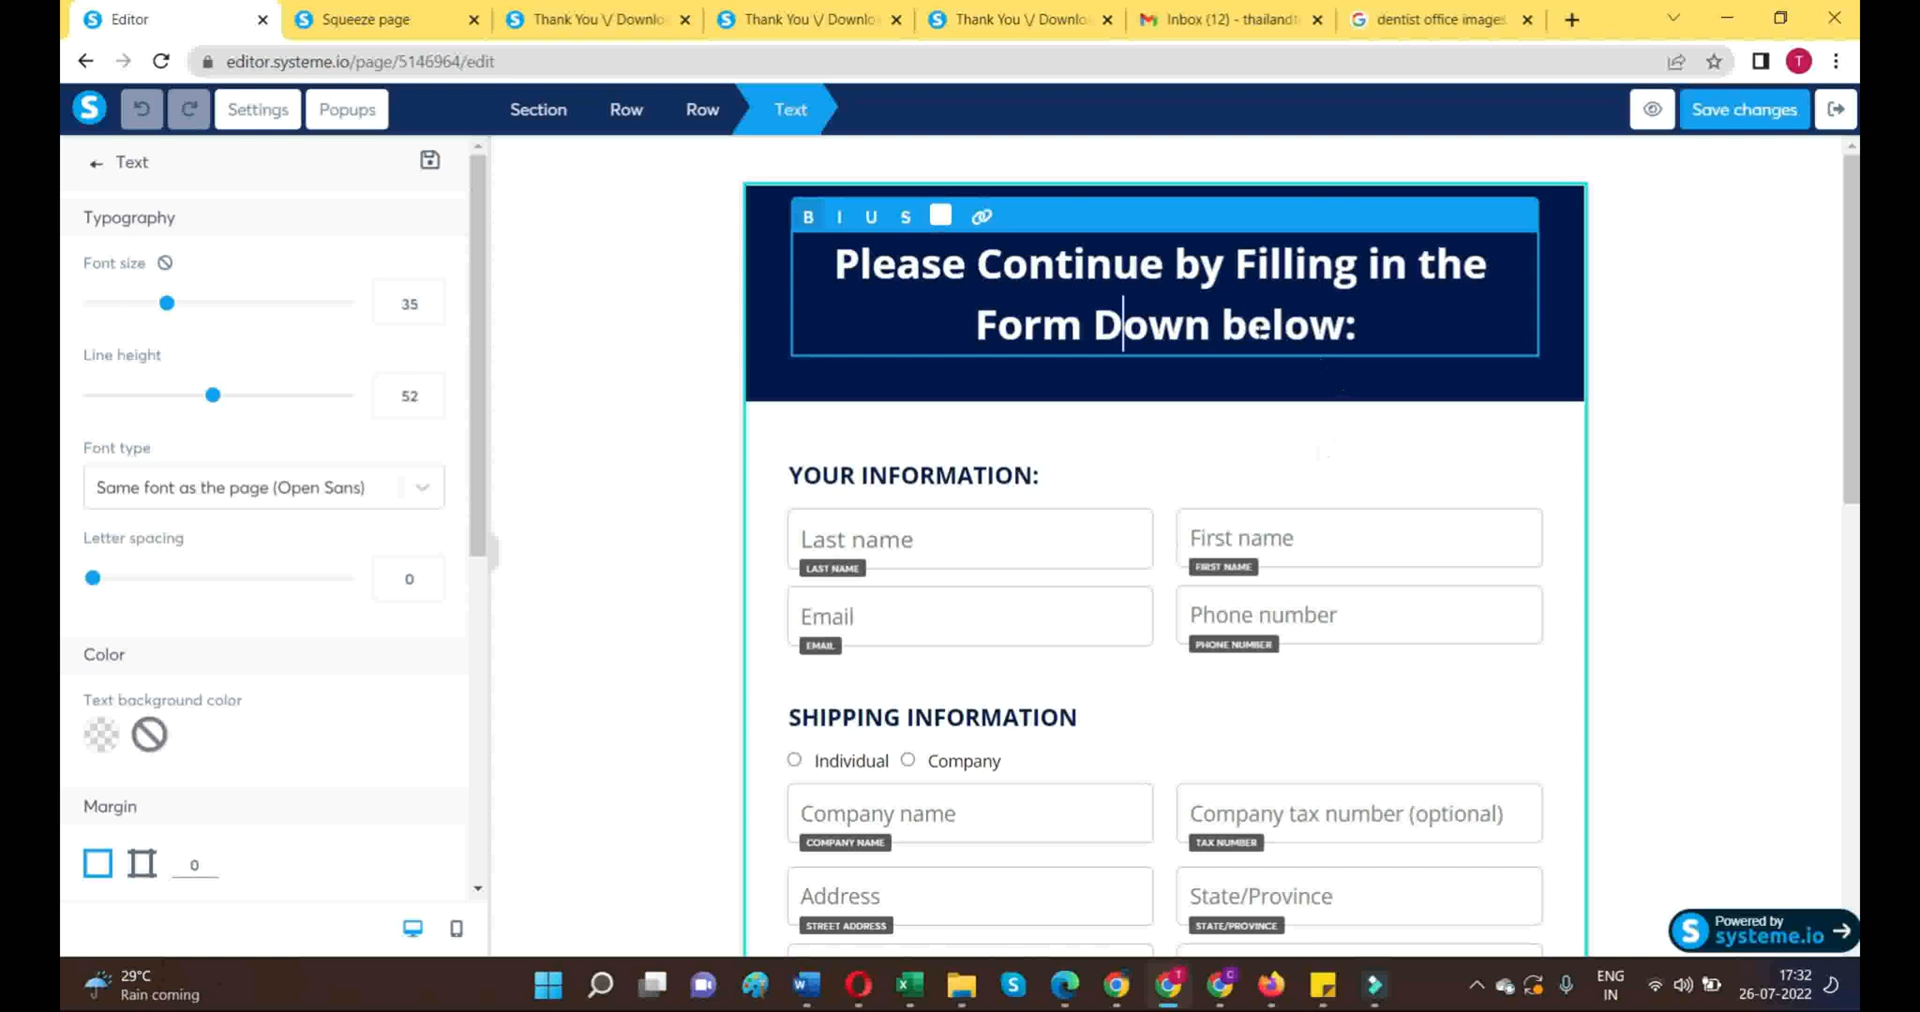 Editor
Squeeze page
Thank You \/ Downlo
Thank You \/ Downlo
Thank You \/ Downlo
Inbox (12) - thailandt
dentist office images
editor.systeme.io/page/5146964/edit
T
S
Settings
Popups
Section
Row
Row
Text
Save changes
Text
Typography
Font size
35
Line height
52
Font type
Same font as the page (Open Sans)
Letter spacing
0
Color
Text background color
Margin
0
B I U S
Please Continue by Filling in the
Form Down below:
YOUR INFORMATION:
Last name
LAST NAME
First name
FIRST NAME
Email
EMAIL
Phone number
PHONE NUMBER
SHIPPING INFORMATION
Individual
Company
Company name
COMPANY NAME
Company tax number (optional)
TAX NUMBER
Address
STREET ADDRESS
State/Province
STATE/PROVINCE
S
Powered by
systeme.io
29°C
Rain coming
ENG
IN
17:32
26-07-2022